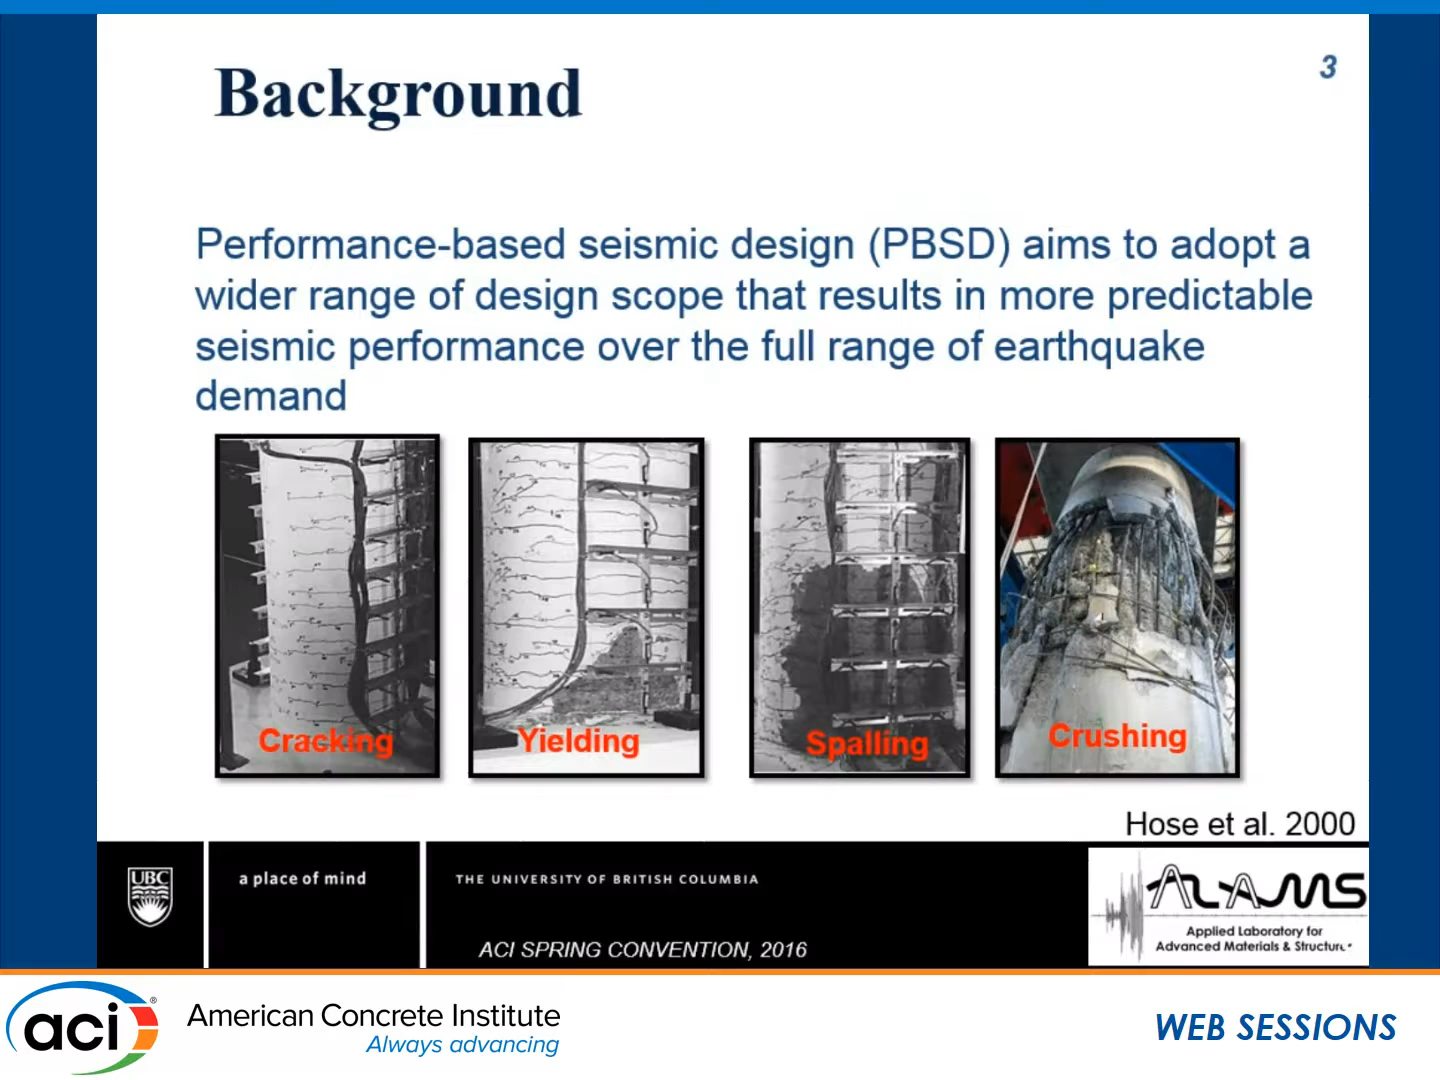 Background
3
Performance-based seismic design (PBSD) aims to adopt a
wider range of design scope that results in more predictable
seismic performance over the full range of earthquake
demand
Cracking
Yielding
Spalling
Crushing
Hose et al. 2000
UBC
a place of mind
THE UNIVERSITY OF BRITISH COLUMBIA
ACI SPRING CONVENTION, 2016
ALAMS
Applied Laboratory for
Advanced Materials & Structure
aci®
American Concrete Institute
Always advancing
WEB SESSIONS